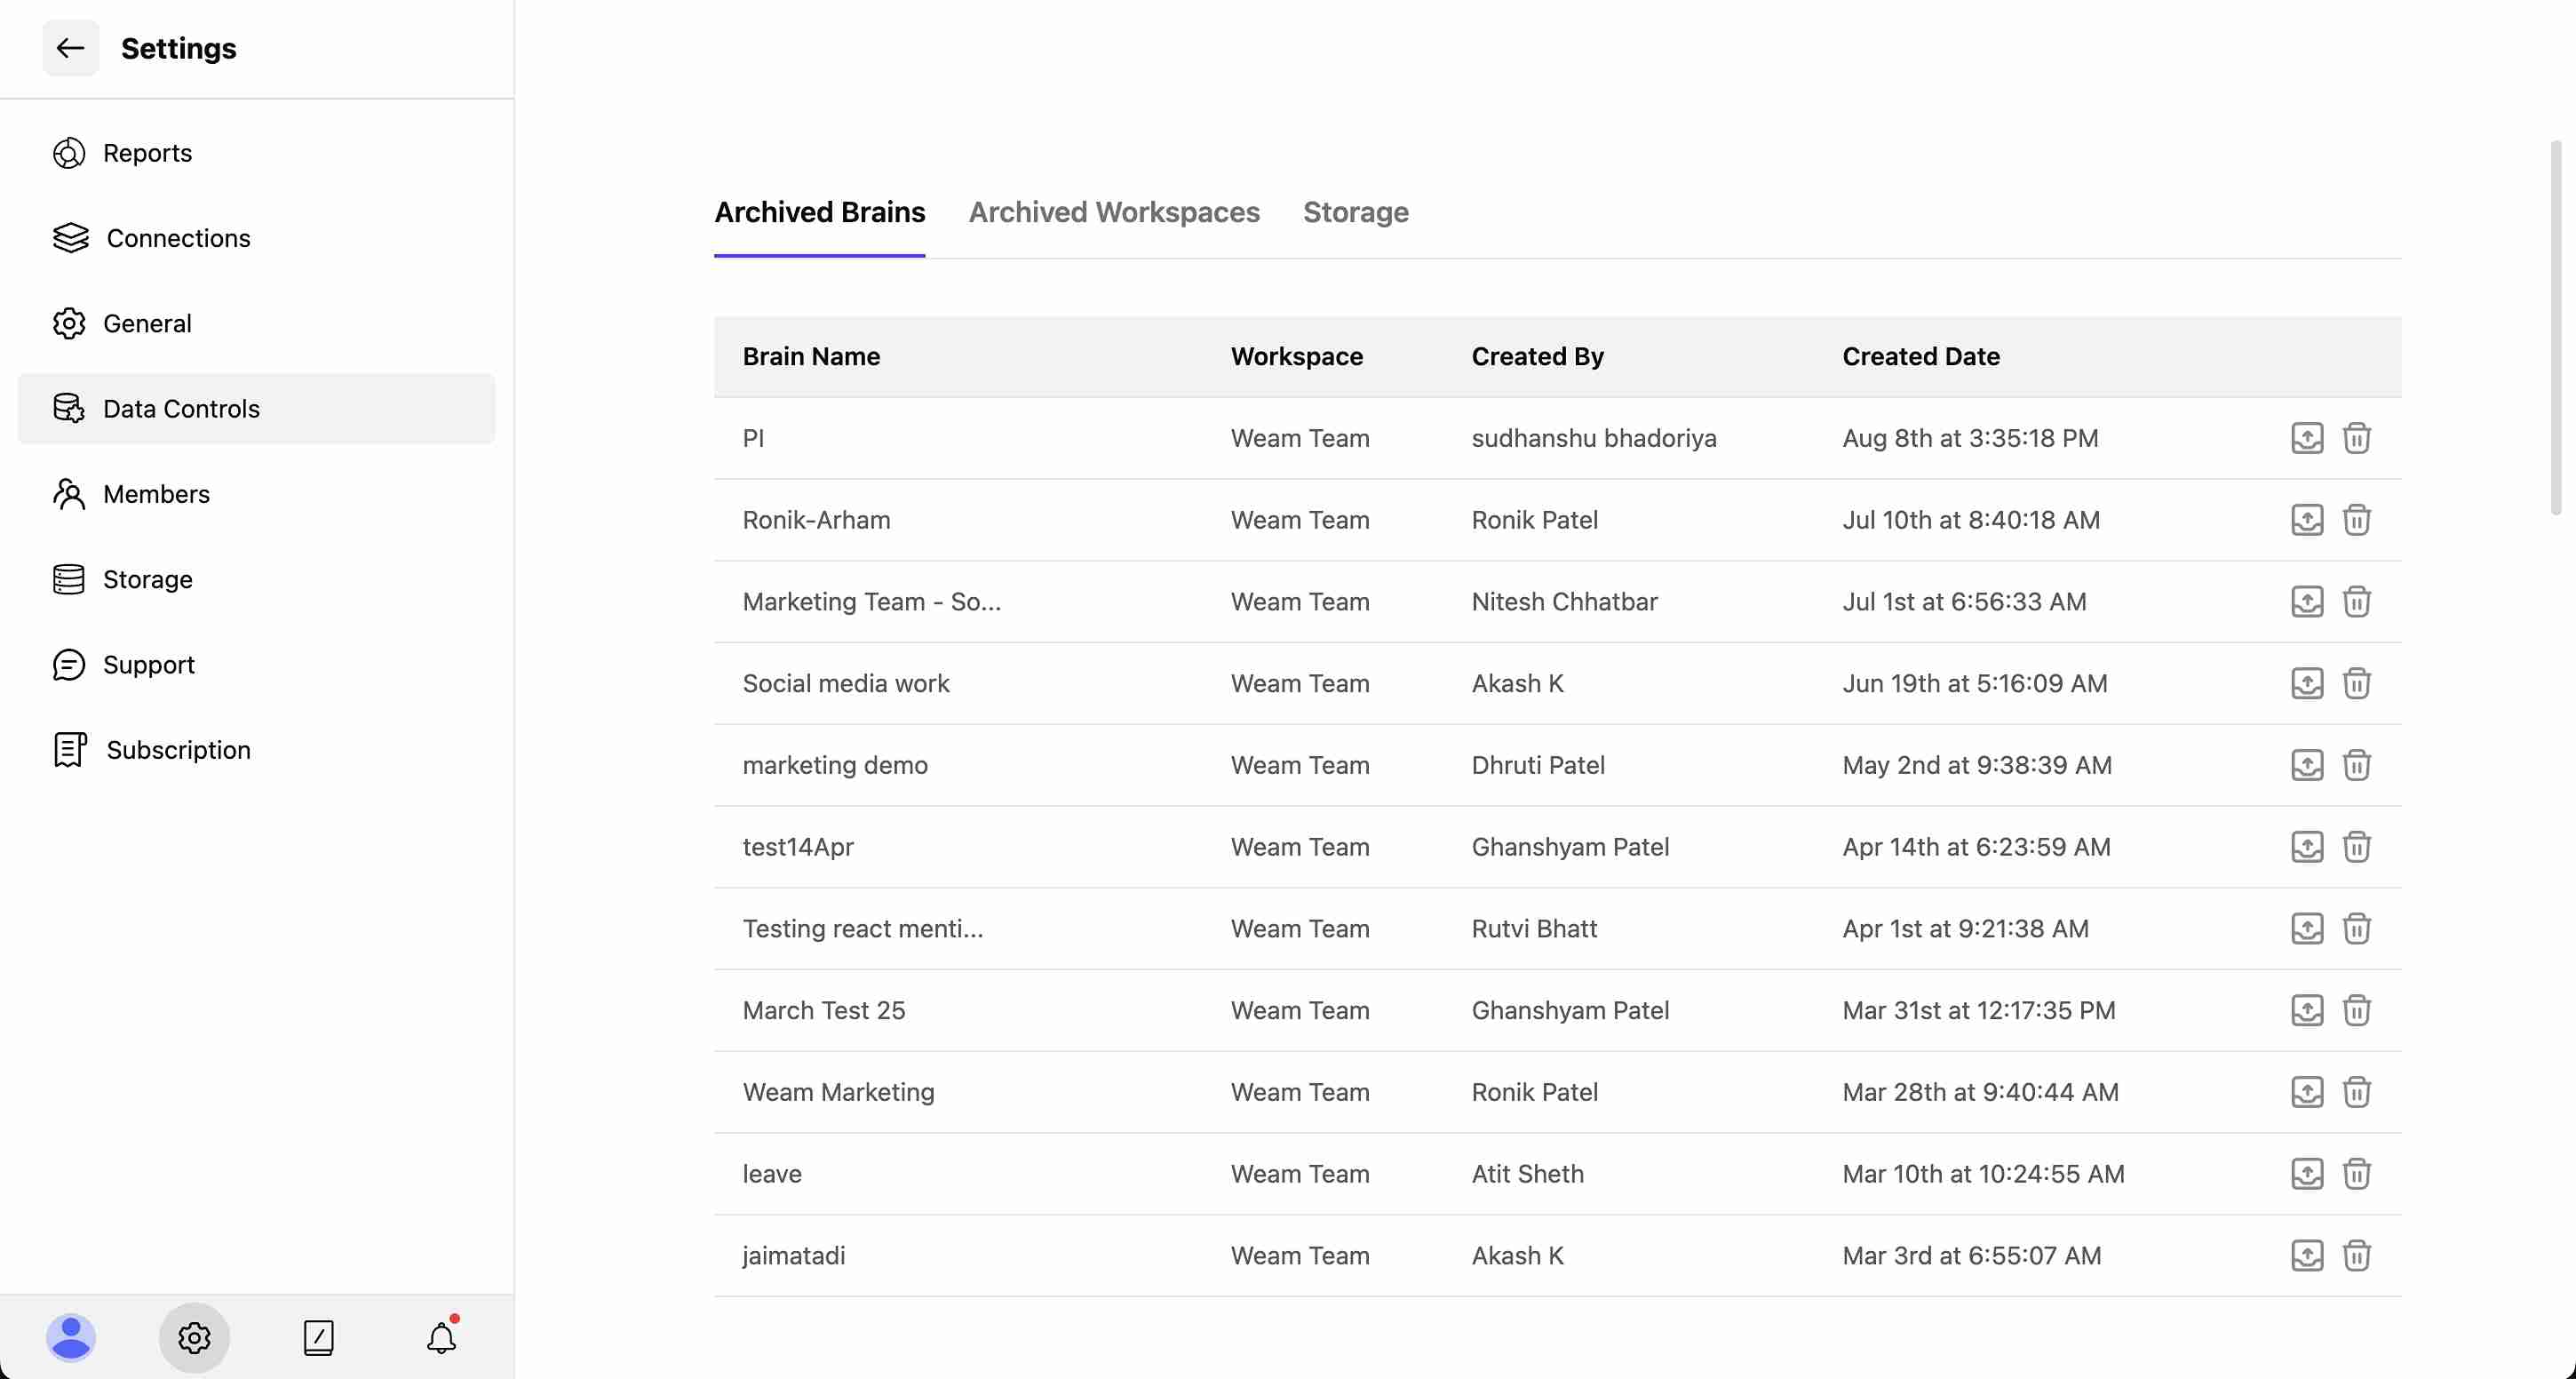 Settings
Reports
Connections
General
Data Controls
Members
Storage
Support
Subscription
Archived Brains Archived Workspaces Storage
Brain Name Workspace Created By Created Date
PI Weam Team sudhanshu bhadoriya Aug 8th at 3:35:18 PM
Ronik-Arham Weam Team Ronik Patel Jul 10th at 8:40:18 AM
Marketing Team - So... Weam Team Nitesh Chhatbar Jul 1st at 6:56:33 AM
Social media work Weam Team Akash K Jun 19th at 5:16:09 AM
marketing demo Weam Team Dhruti Patel May 2nd at 9:38:39 AM
test14Apr Weam Team Ghanshyam Patel Apr 14th at 6:23:59 AM
Testing react menti... Weam Team Rutvi Bhatt Apr 1st at 9:21:38 AM
March Test 25 Weam Team Ghanshyam Patel Mar 31st at 12:17:35 PM
Weam Marketing Weam Team Ronik Patel Mar 28th at 9:40:44 AM
leave Weam Team Atit Sheth Mar 10th at 10:24:55 AM
jaimatadi Weam Team Akash K Mar 3rd at 6:55:07 AM